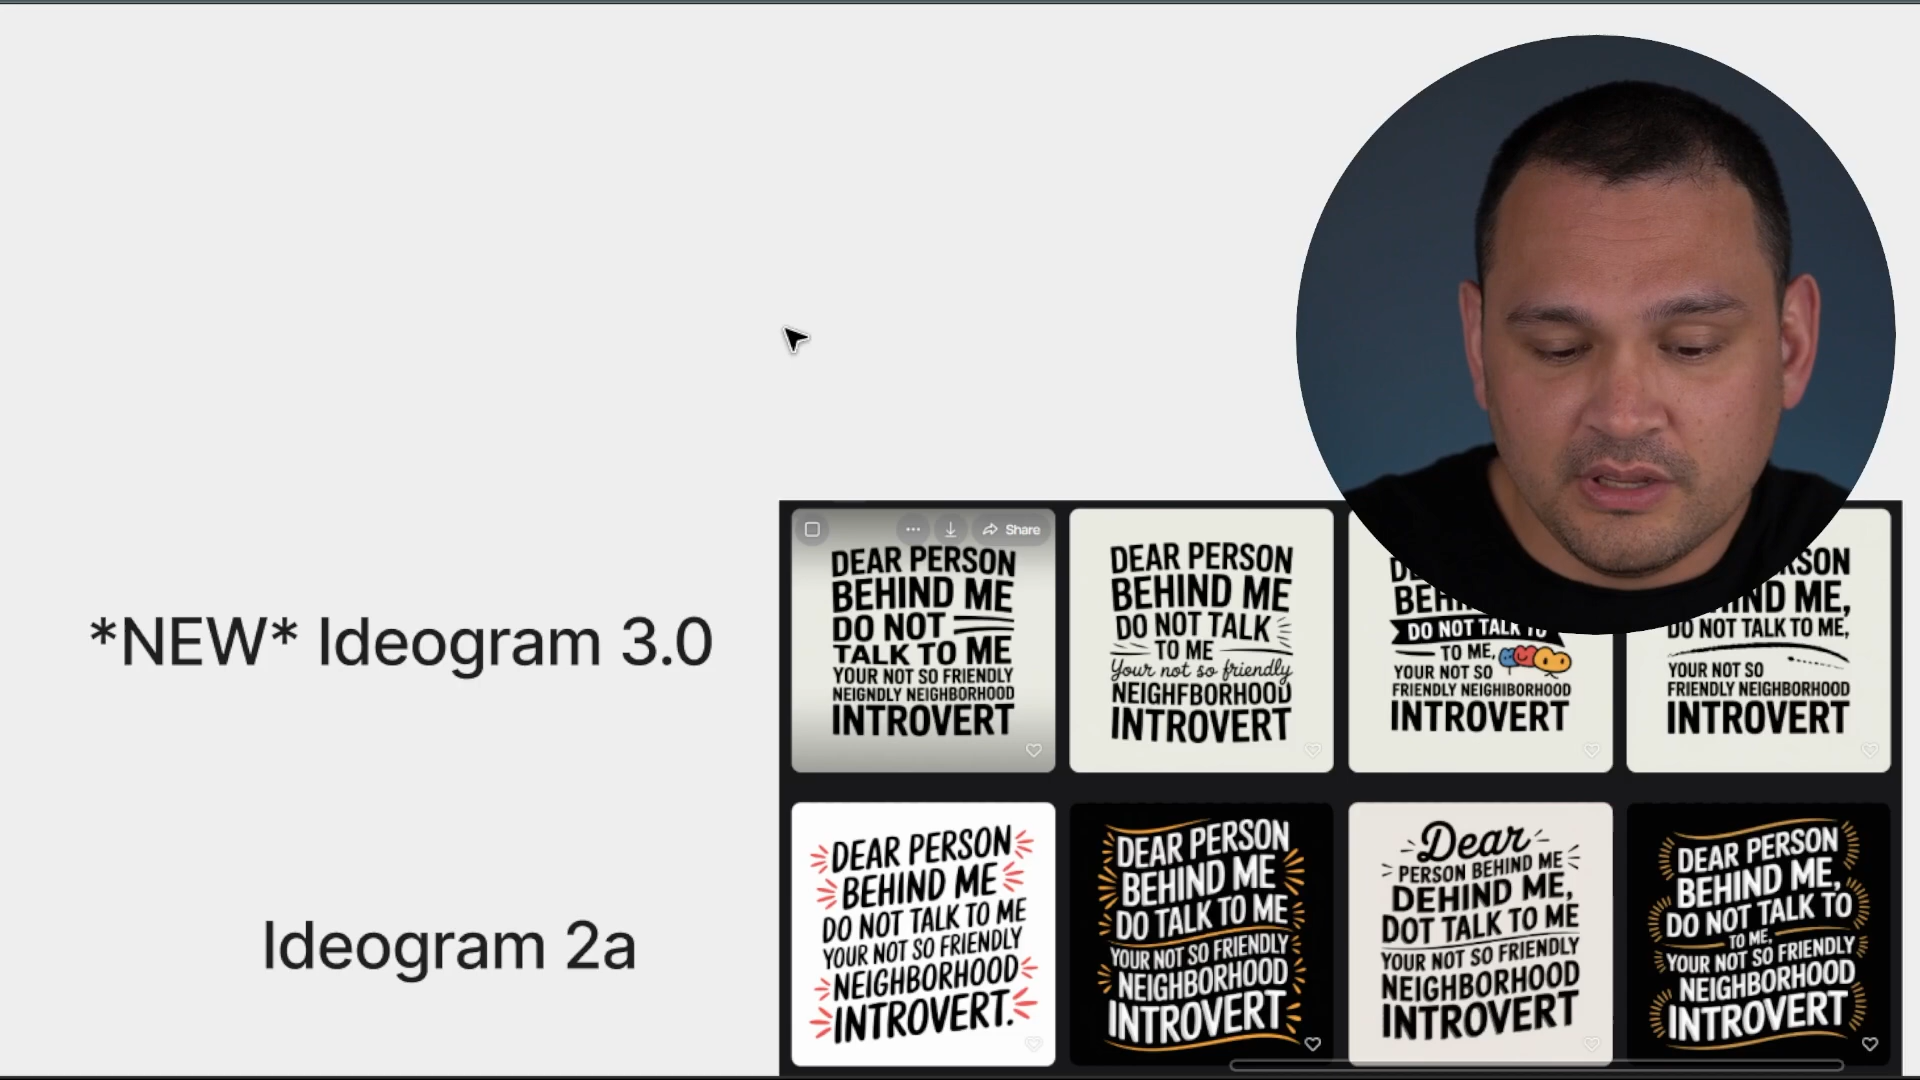 *NEW* Ideogram 3.0
Share
DEAR PERSON
BEHIND ME
DO NOT
TALK TO ME
YOUR NOT SO FRIENDLY
NEIGNDLY NEIGHBORHOOD
INTROVERT
DEAR PERSON
BEHIND ME
DO NOT TALK
TO ME
Your not so friendly
NEIGHFBORHOOD
INTROVERT
DO NOT TALK TO
TO ME,
YOUR NOT SO
FRIENDLY NEIGHIBORHOOD
INTROVERT
ME,
DO NOT TALK TO ME,
YOUR NOT SO
FRIENDLY NEIGHBORHOOD
INTROVERT
Ideogram 2a
DEAR PERSON
BEHIND ME
DO NOT TALK TO ME
YOUR NOT SO FRIENDLY
NEIGHBORHOOD
INTROVERT.
DEAR PERSON
BEHIND ME
DO TALK TO ME
YOUR NOT SO FRIENDLY
NEIGHBORHOOD
INTROVERT
Dear
PERSON BEHIND ME
DEHIND ME,
DOT TALK TO ME
YOUR NOT SO FRIENDLY
NEIGHBORHOOD
INTROVERT
DEAR PERSON
BEHIND ME,
DO NOT TALK TO
TO ME,
YOUR NOT SO FRIENDLY
NEIGHBORHOOD
INTROVERT